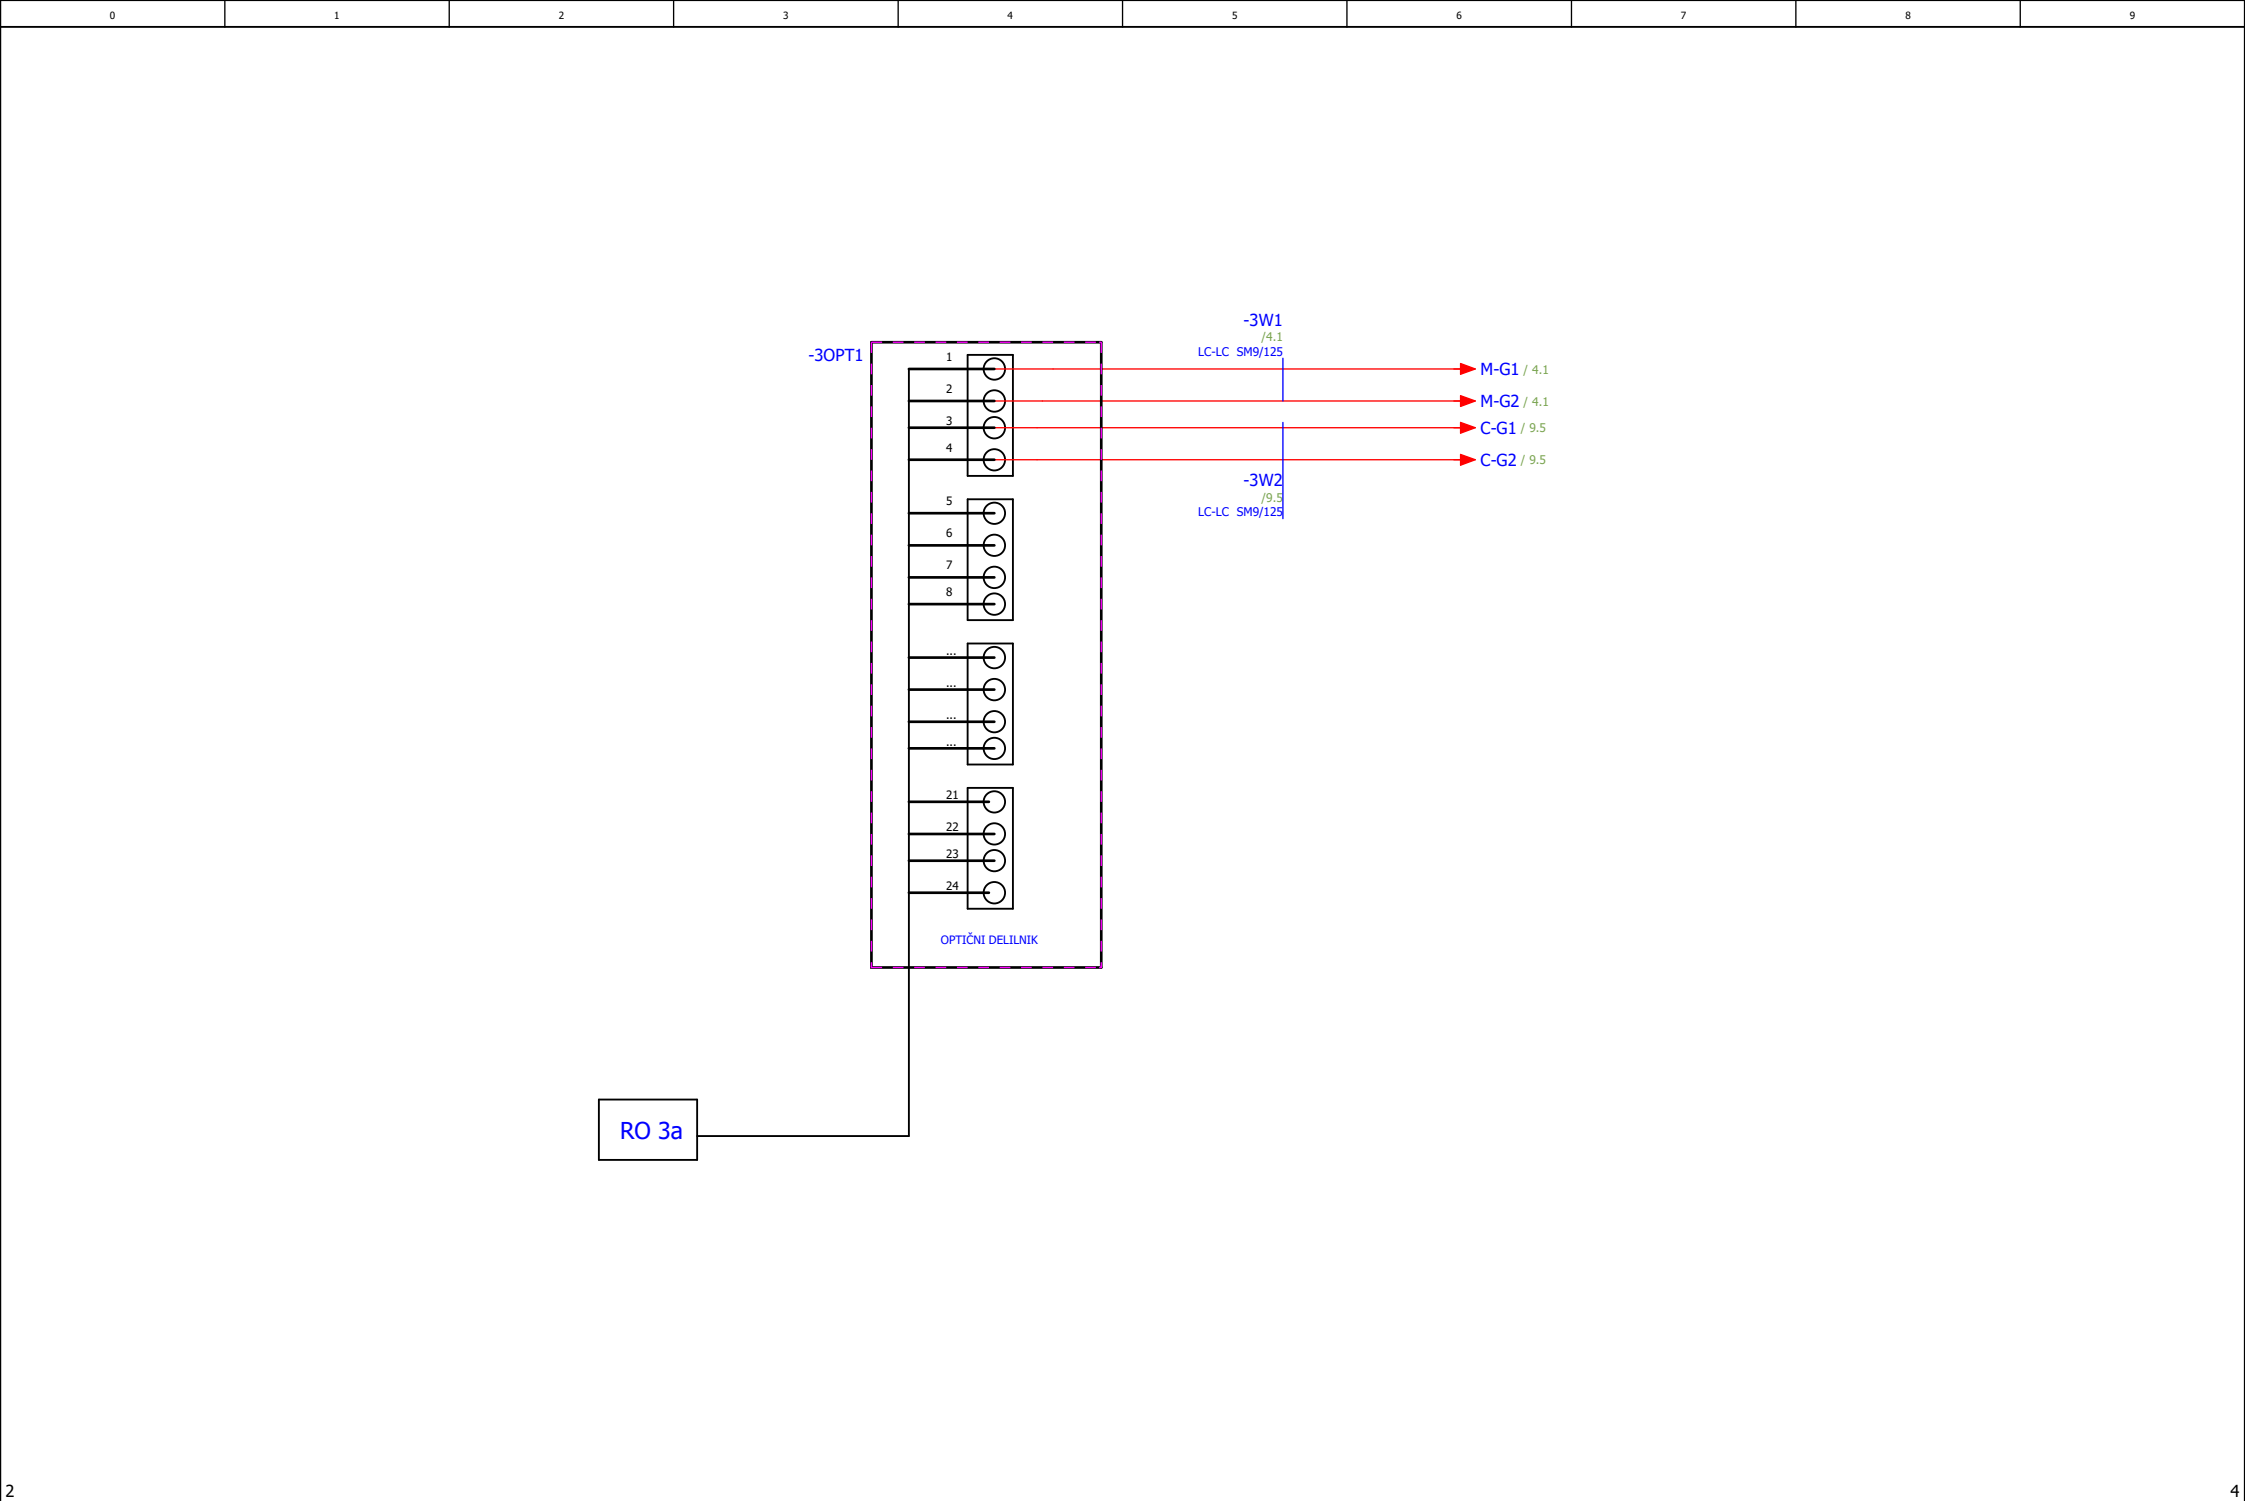 0 1 2 3 4 5 6 7 8 9
-3W1
/4.1
LC-LC SM9/125
-3OPT1
1
M-G1 / 4.1
2
M-G2 / 4.1
3
C-G1 / 9.5
4
C-G2 / 9.5
-3W2
/9.5
LC-LC SM9/125
5
6
7
8
...
...
...
...
21
22
23
24
OPTIČNI DELILNIK
RO 3a
2
4